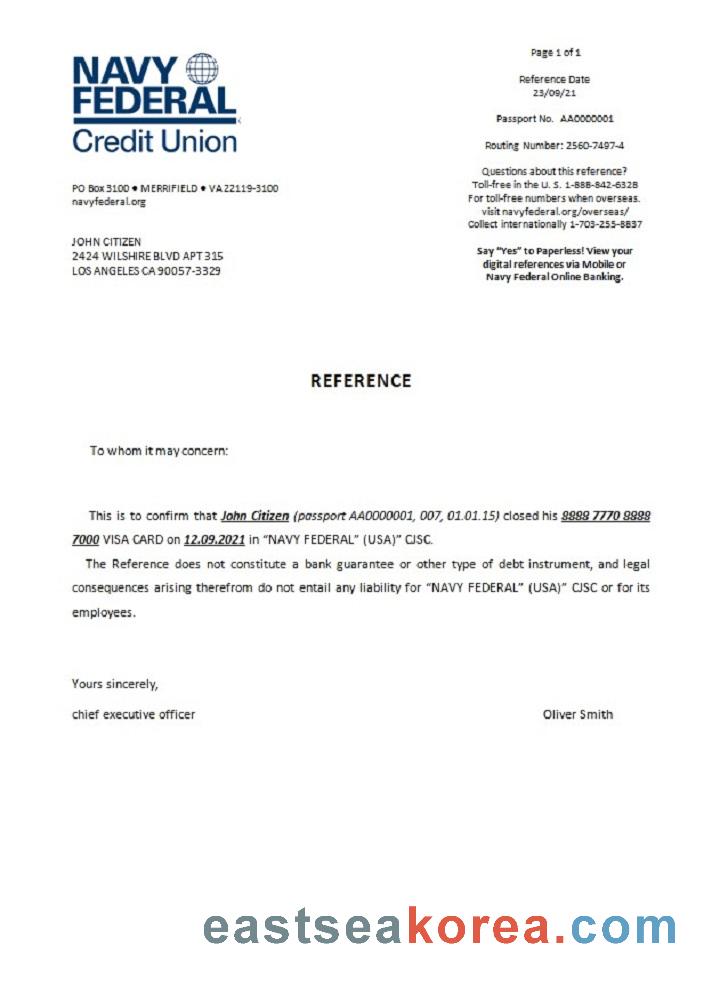 NAVY
FEDERAL
Credit Union
PO Box 3100 • MERRIFIELD • VA 22119-3100
navyfederal.org
JOHN CITIZEN
2424 WILSHIRE BLVD APT 315
LOS ANGELES CA 90057-3329
Page 1 of 1
Reference Date
23/09/21
Passport No. AA0000001
Routing Number: 2560-7497-4
Questions about this reference?
Toll-free in the U. S. 1-888-842-6328
For toll-free numbers when overseas.
visit navyfederal.org/overseas/
Collect internationally 1-703-255-8837
Say "Yes" to Paperless! View your
digital references via Mobile or
Navy Federal Online Banking.
REFERENCE
To whom it may concern:
This is to confirm that John Citizen (passport AA0000001, 007, 01.01.15) closed his 8888 7770 8888
7000 VISA CARD on 12.09.2021 in "NAVY FEDERAL" (USA)" CJSC.
The Reference does not constitute a bank guarantee or other type of debt instrument, and legal
consequences arising therefrom do not entail any liability for "NAVY FEDERAL" (USA)" CJSC or for its
employees.
Yours sincerely,
chief executive officer Oliver Smith
eastseakorea.com